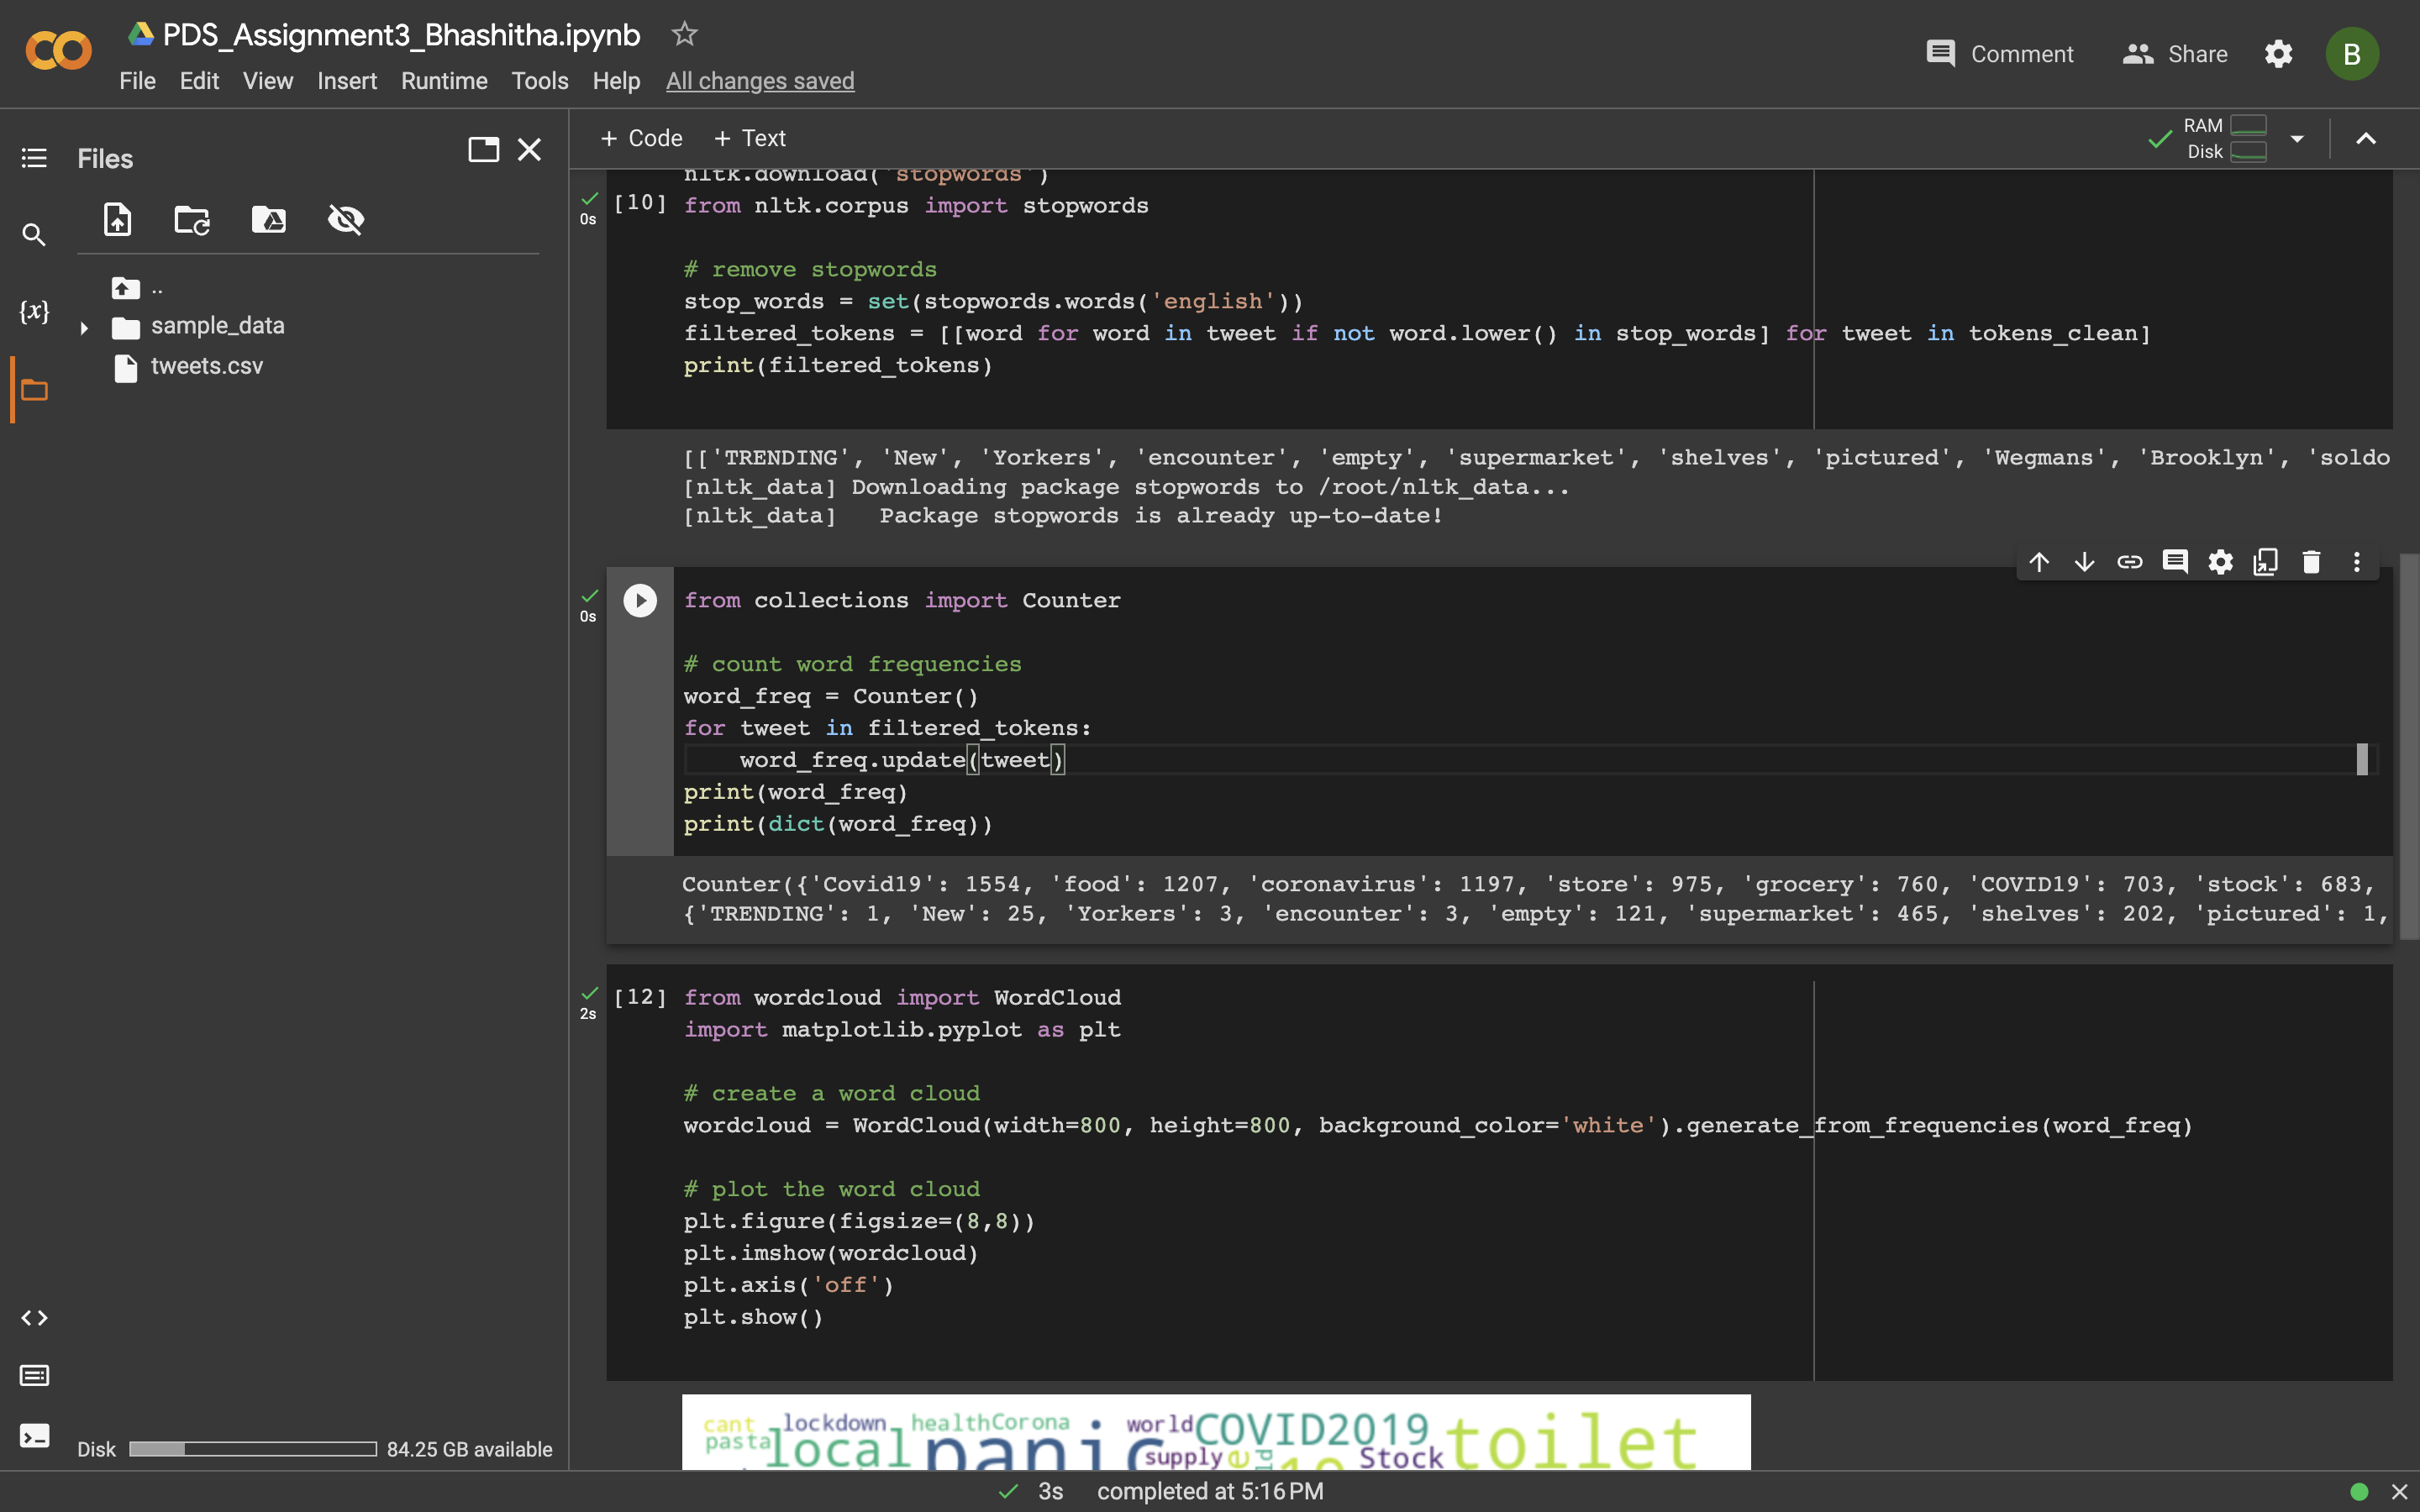 PDS_Assignment3_Bhashitha.ipynb
File Edit View Insert Runtime Tools Help All changes saved
Comment Share B
Files
+ Code + Text
RAM
Disk
..
sample_data
tweets.csv
{x}
nltk.download('stopwords')
[10] from nltk.corpus import stopwords
0s
# remove stopwords
stop_words = set(stopwords.words('english'))
filtered_tokens = [[word for word in tweet if not word.lower() in stop_words] for tweet in tokens_clean]
print(filtered_tokens)
[['TRENDING', 'New', 'Yorkers', 'encounter', 'empty', 'supermarket', 'shelves', 'pictured', 'Wegmans', 'Brooklyn', 'soldo
[nltk_data] Downloading package stopwords to /root/nltk_data...
[nltk_data]   Package stopwords is already up-to-date!
from collections import Counter
0s
# count word frequencies
word_freq = Counter()
for tweet in filtered_tokens:
    word_freq.update(tweet)
print(word_freq)
print(dict(word_freq))
Counter({'Covid19': 1554, 'food': 1207, 'coronavirus': 1197, 'store': 975, 'grocery': 760, 'COVID19': 703, 'stock': 683,
{'TRENDING': 1, 'New': 25, 'Yorkers': 3, 'encounter': 3, 'empty': 121, 'supermarket': 465, 'shelves': 202, 'pictured': 1,
[12] from wordcloud import WordCloud
2s
import matplotlib.pyplot as plt
# create a word cloud
wordcloud = WordCloud(width=800, height=800, background_color='white').generate_from_frequencies(word_freq)
# plot the word cloud
plt.figure(figsize=(8,8))
plt.imshow(wordcloud)
plt.axis('off')
plt.show()
cant lockdown healthCorona world COVID2019 toilet
pasta local panic supply Stock
Disk 84.25 GB available
3s completed at 5:16 PM